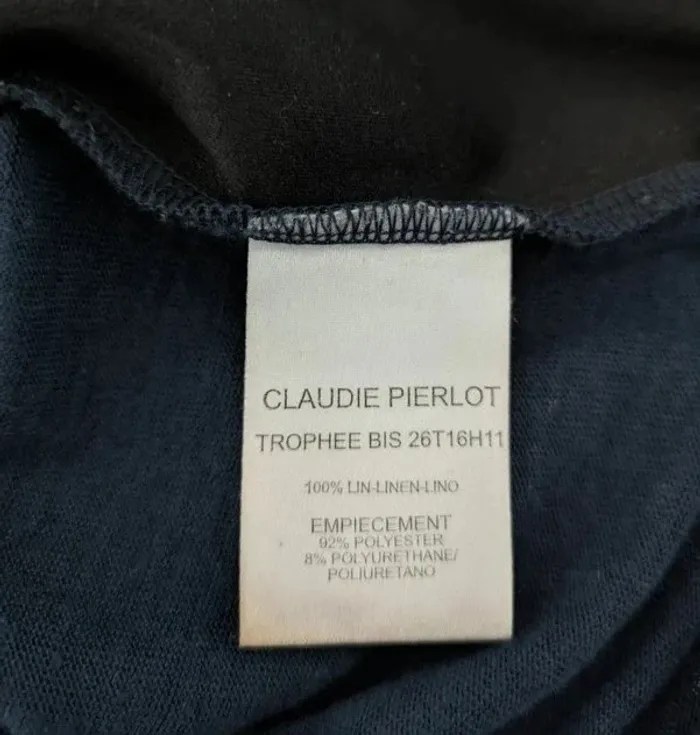 CLAUDIE PIERLOT
TROPHEE BIS 26T16H11
100% LIN-LINEN-LINO
EMPIECEMENT
92% POLYESTER
8% POLYURETHANE/
POLIURETANO